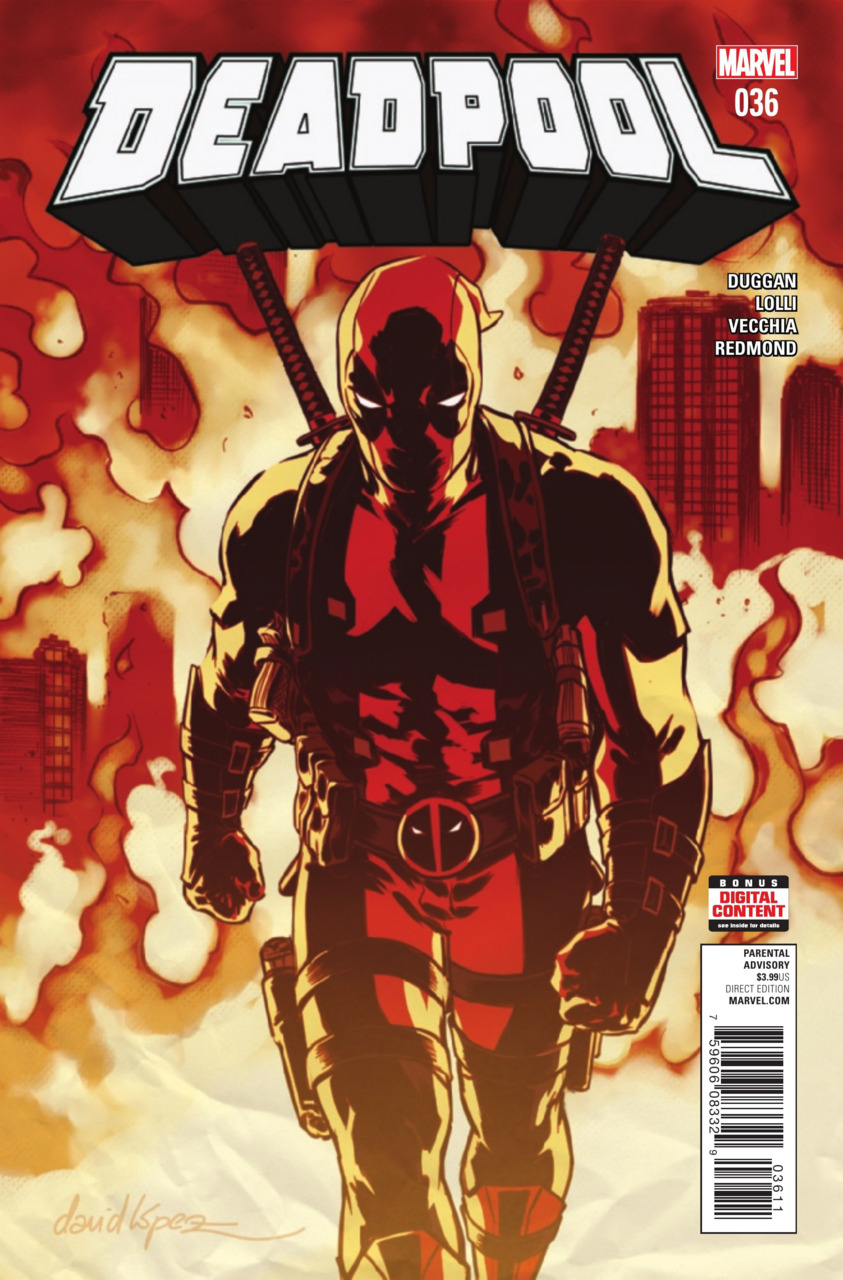 DEADPOOL
MARVEL
036
DUGGAN
LOLLI
VECCHIA
REDMOND
BONUS
DIGITAL
CONTENT
see inside for details
PARENTAL
ADVISORY
$3.99US
DIRECT EDITION
MARVEL.COM
7 59606 08332 9
03611
david lópez